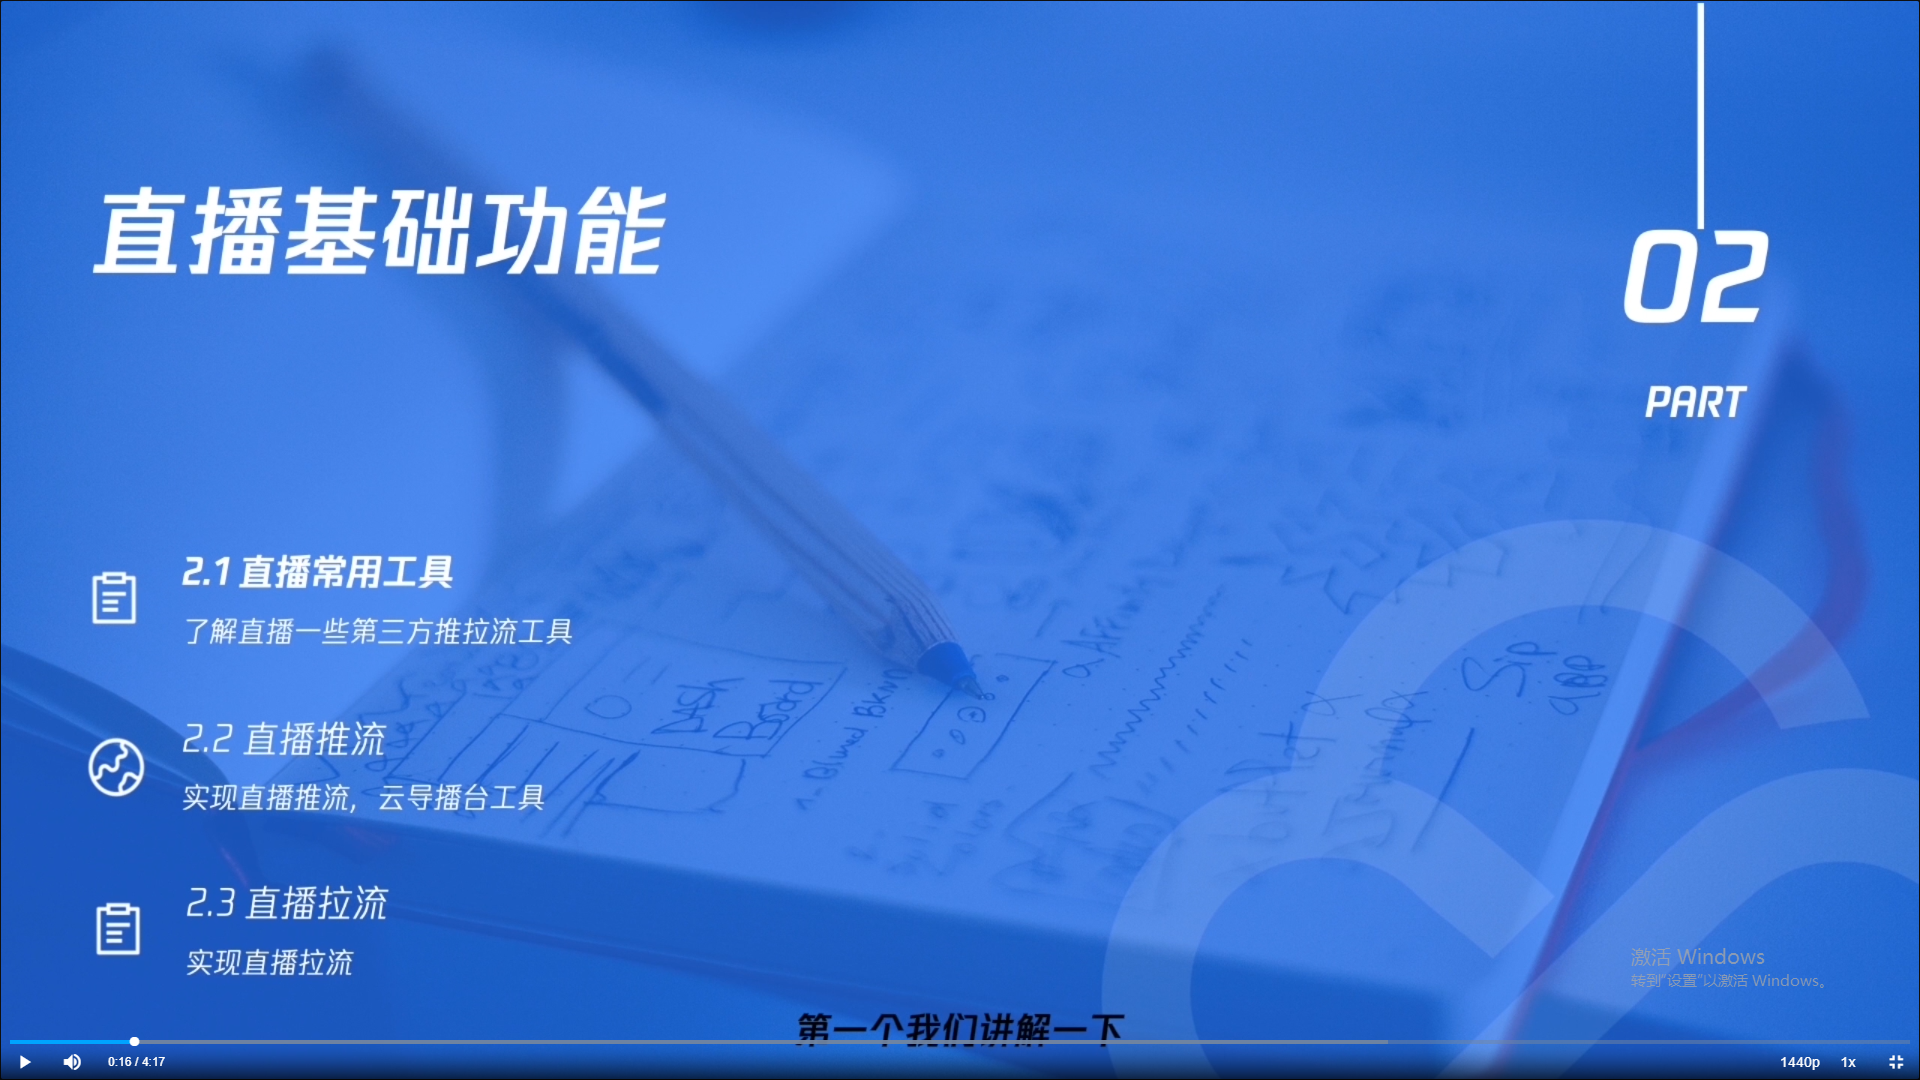 直播基础功能
02
PART
2.1 直播常用工具
了解直播一些第三方推拉流工具
2.2 直播推流
实现直播推流，云导播台工具
2.3 直播拉流
实现直播拉流
Dash
Board
激活 Windows
转到"设置"以激活 Windows。
第一个我们讲解一下
0:16 / 4:17
1440p
1x